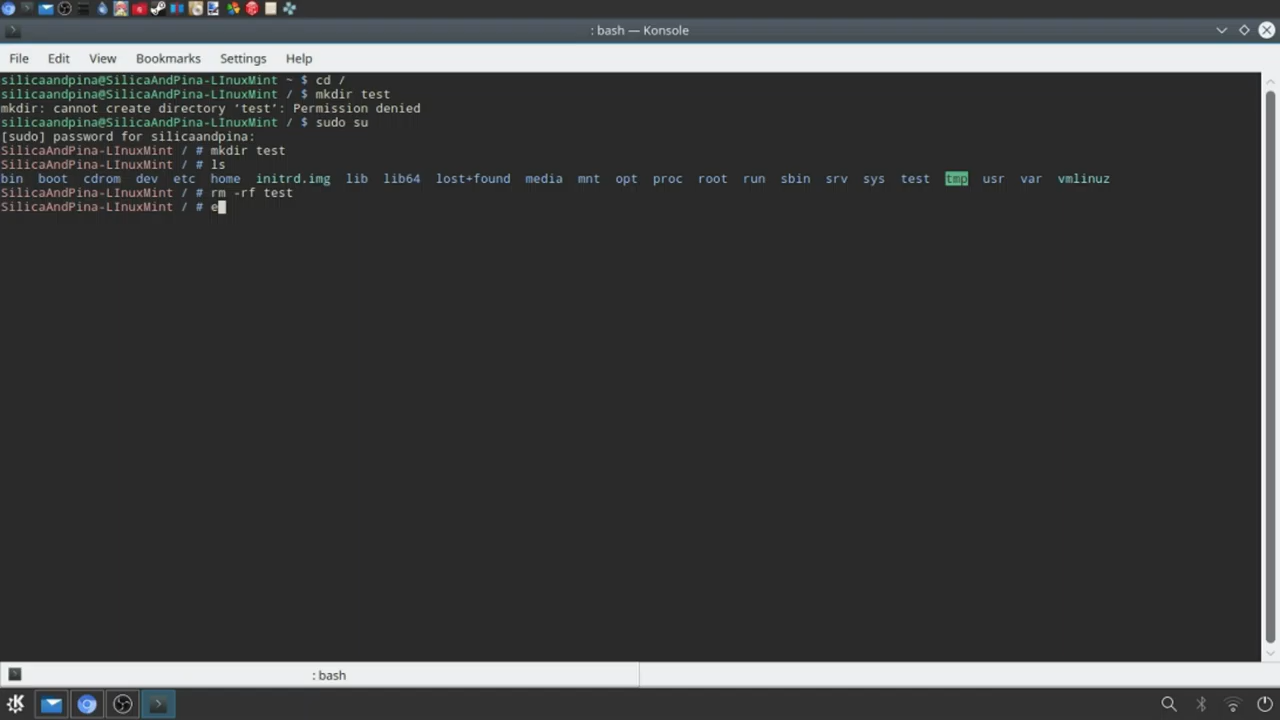 : bash — Konsole
File Edit View Bookmarks Settings Help
silicaandpina@SilicaAndPina-LInuxMint ~ $ cd /
silicaandpina@SilicaAndPina-LInuxMint / $ mkdir test
mkdir: cannot create directory ‘test’: Permission denied
silicaandpina@SilicaAndPina-LInuxMint / $ sudo su
[sudo] password for silicaandpina:
SilicaAndPina-LInuxMint / # mkdir test
SilicaAndPina-LInuxMint / # ls
bin boot cdrom dev etc home initrd.img lib lib64 lost+found media mnt opt proc root run sbin srv sys test tmp usr var vmlinuz
SilicaAndPina-LInuxMint / # rm -rf test
SilicaAndPina-LInuxMint / # e
: bash